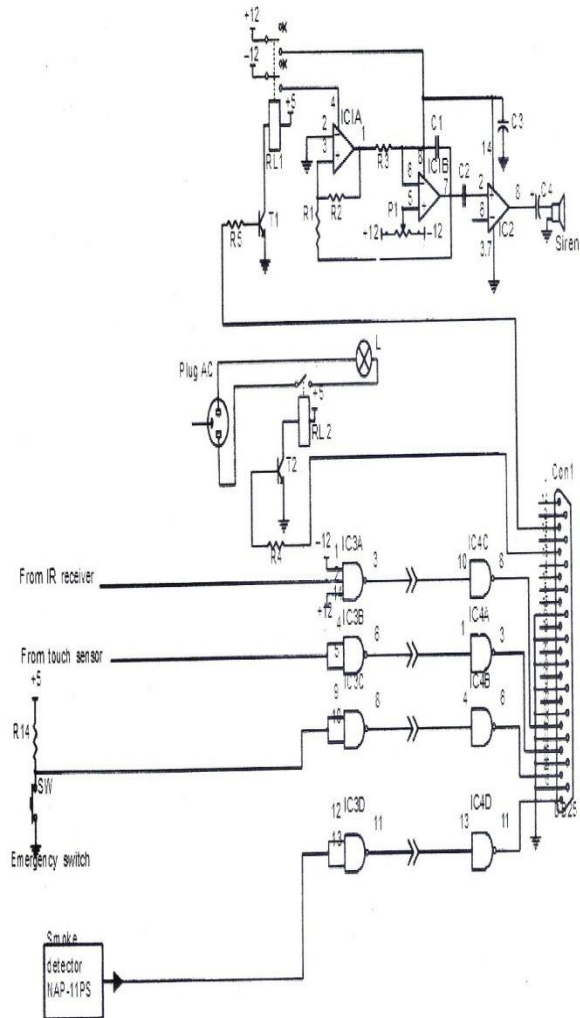 +12
-12
+5
4
IC1A
2
3
1
RL1
R1
R2
R3
C1
8
IC1B
6
5
7
P1
+12
-12
C2
14
C3
2
6
8
C4
IC2
3,7
Siren
T1
R5
Plug AC
L
+5
RL2
T2
R4
Con1
-12
IC3A
1
2
3
14
+12
From IR receiver
10
IC4C
8
IC3B
4
5
6
1
IC4A
3
From touch sensor
+5
IC3C
9
10
8
4
IC4B
6
R14
SW
Emergency switch
IC3D
12
13
11
13
IC4D
11
DB25
Smoke
detector
NAP-11PS